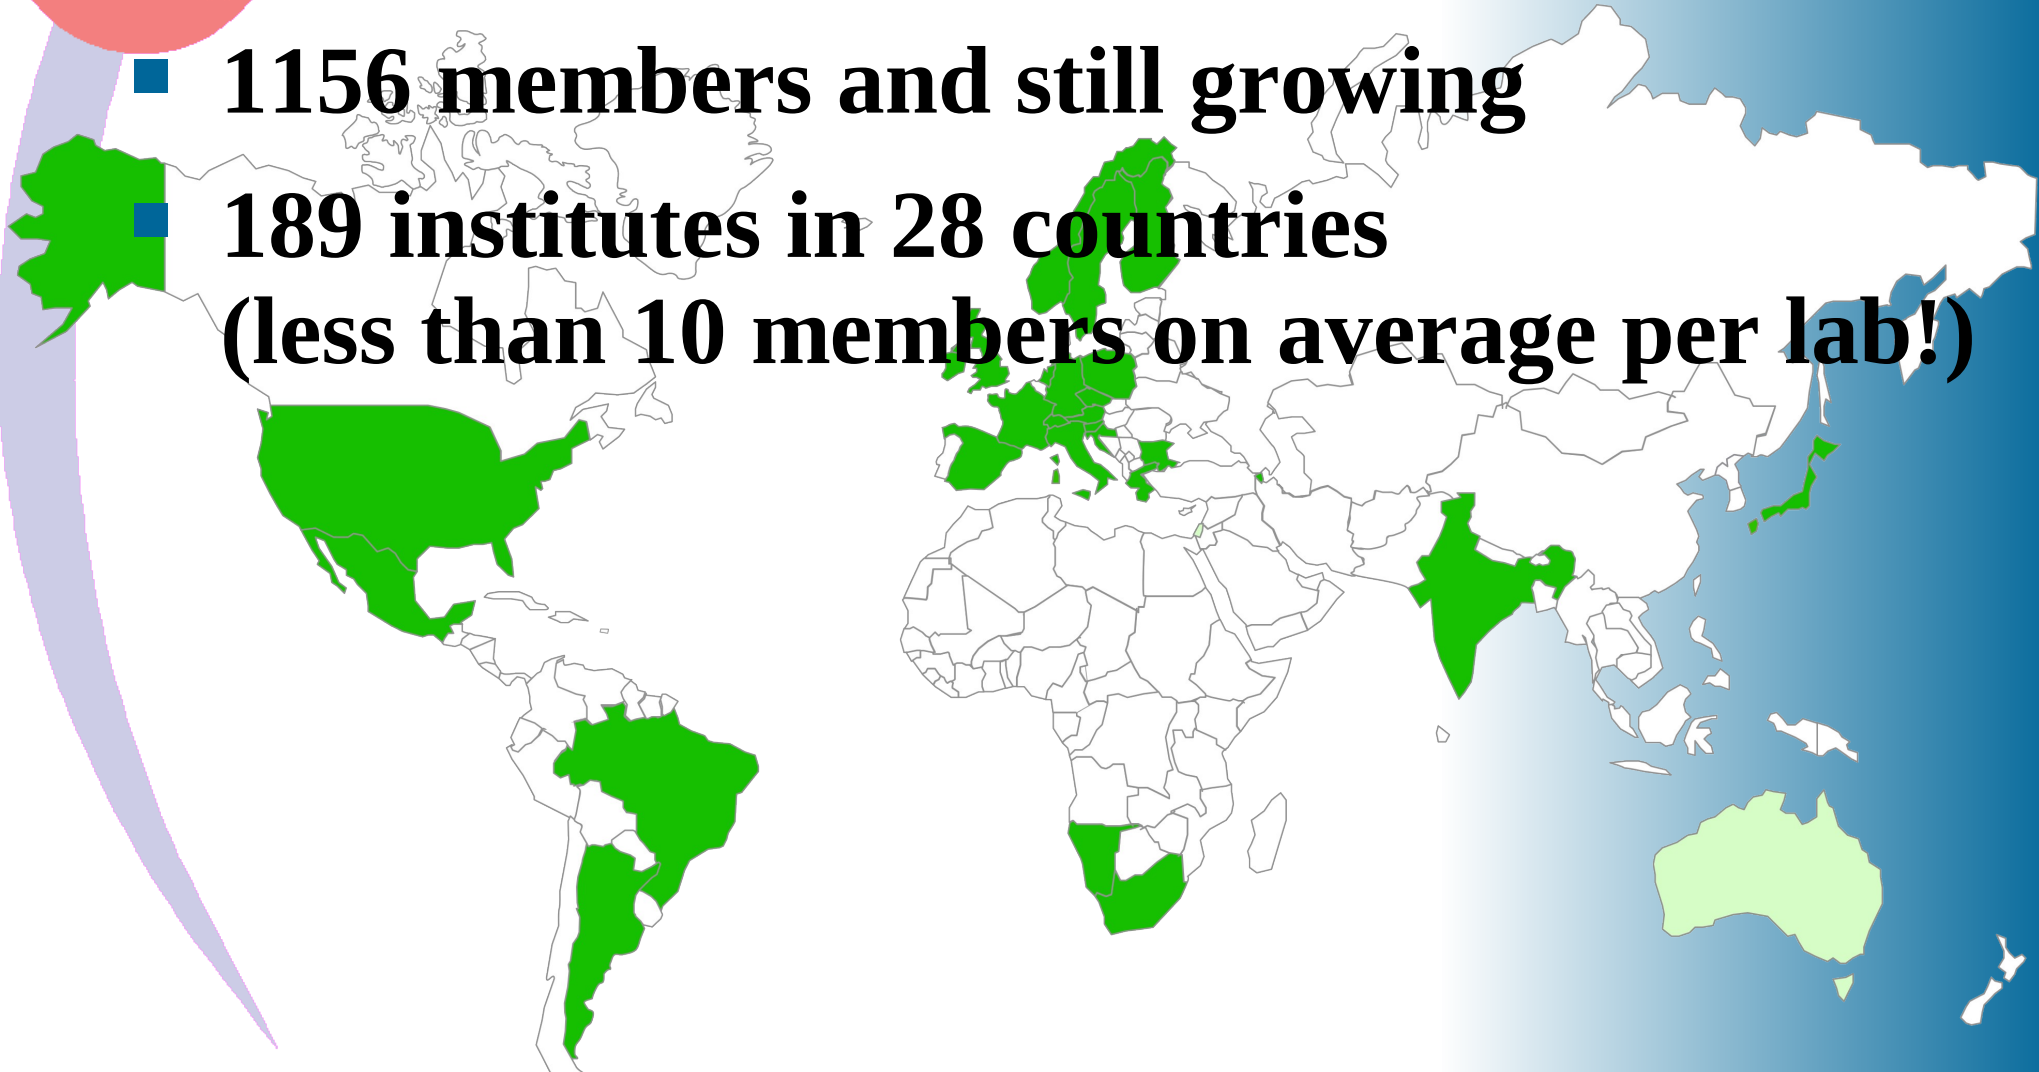 1156 members and still growing
189 institutes in 28 countries
(less than 10 members on average per lab!)